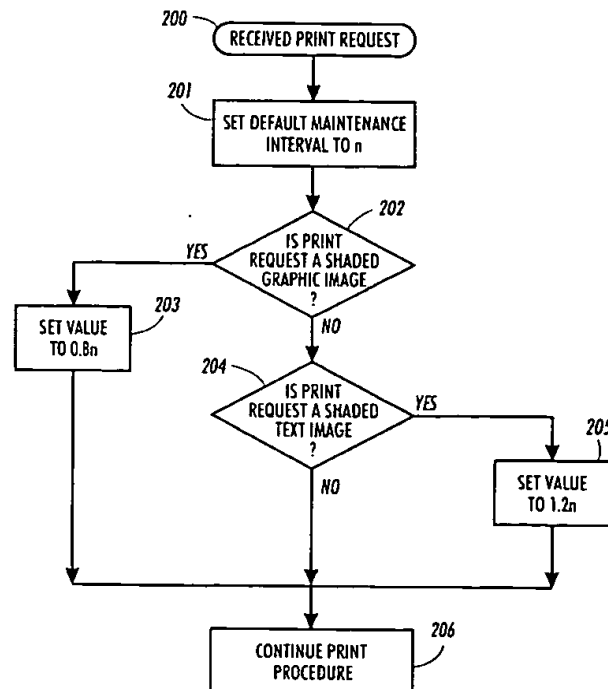 200
RECEIVED PRINT REQUEST
201
SET DEFAULT MAINTENANCE
INTERVAL TO n
202
IS PRINT
REQUEST A SHADED
GRAPHIC IMAGE
?
YES
NO
203
SET VALUE
TO 0.8n
204
IS PRINT
REQUEST A SHADED
TEXT IMAGE
?
YES
NO
205
SET VALUE
TO 1.2n
206
CONTINUE PRINT
PROCEDURE